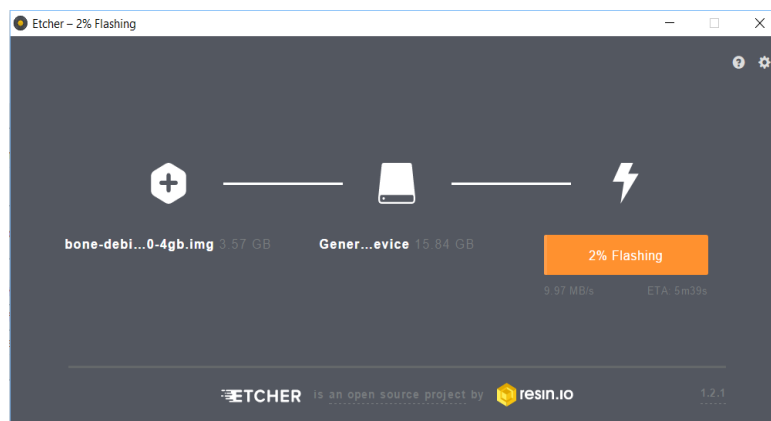 Etcher – 2% Flashing
bone-debi...0-4gb.img 3.57 GB
Gener...evice 15.84 GB
2% Flashing
9.97 MB/s ETA: 5m39s
ETCHER is an open source project by resin.io 1.2.1